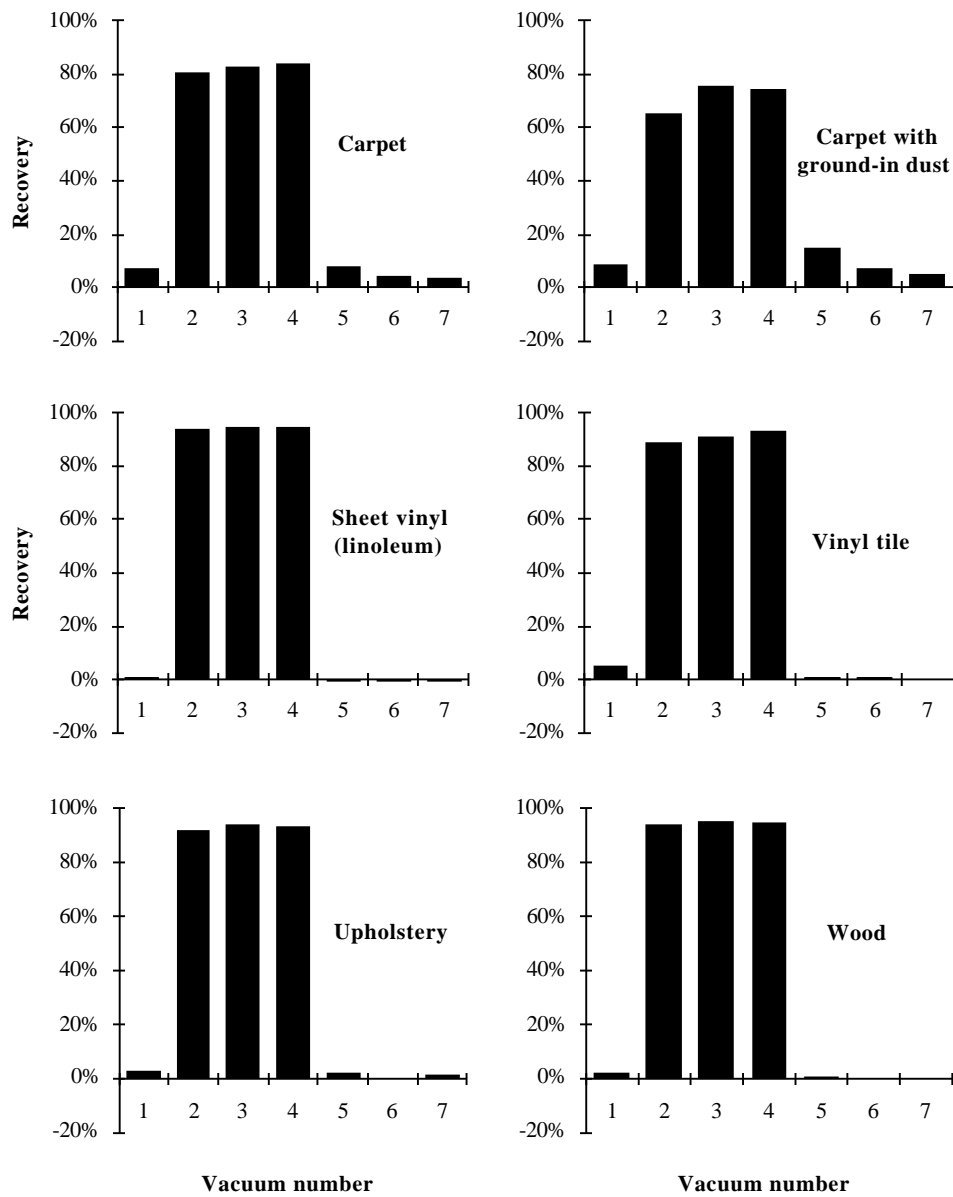 100%
80%
60%
40%
20%
0%
-20%
Recovery
Carpet
1 2 3 4 5 6 7
100%
80%
60%
40%
20%
0%
-20%
Carpet with
ground-in dust
1 2 3 4 5 6 7
100%
80%
60%
40%
20%
0%
-20%
Recovery
Sheet vinyl
(linoleum)
1 2 3 4 5 6 7
100%
80%
60%
40%
20%
0%
-20%
Vinyl tile
1 2 3 4 5 6 7
100%
80%
60%
40%
20%
0%
-20%
Upholstery
1 2 3 4 5 6 7
Vacuum number
100%
80%
60%
40%
20%
0%
-20%
Wood
1 2 3 4 5 6 7
Vacuum number